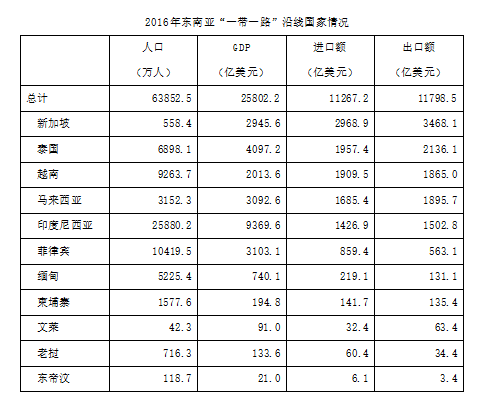 2016年东南亚“一带一路”沿线国家情况
人口 GDP 进口额 出口额
（万人） （亿美元） （亿美元） （亿美元）
总计 63852.5 25802.2 11267.2 11798.5
新加坡 558.4 2945.6 2968.9 3468.1
泰国 6898.1 4097.2 1957.4 2136.1
越南 9263.7 2013.6 1909.5 1865.0
马来西亚 3152.3 3092.6 1685.4 1895.7
印度尼西亚 25880.2 9369.6 1426.9 1502.8
菲律宾 10419.5 3103.1 859.4 563.1
缅甸 5225.4 740.1 219.1 131.1
柬埔寨 1577.6 194.8 141.7 135.4
文莱 42.3 91.0 32.4 63.4
老挝 716.3 133.6 60.4 34.4
东帝汶 118.7 21.0 6.1 3.4